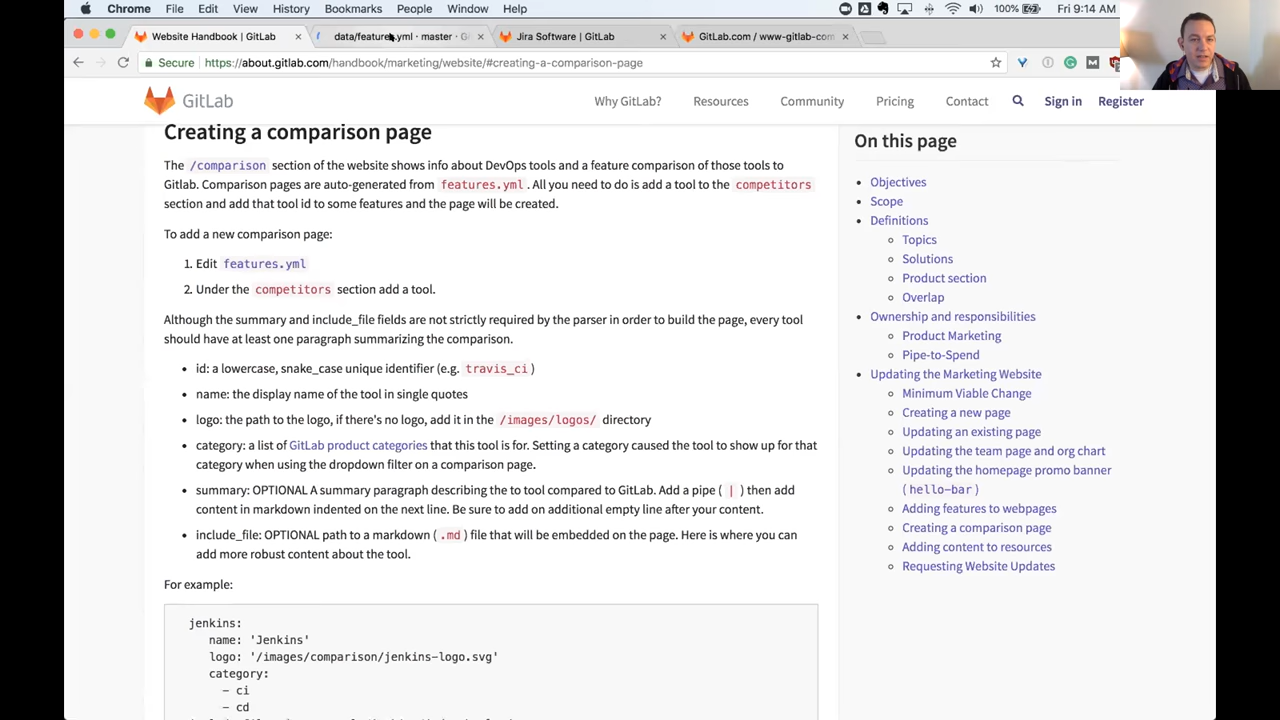 Chrome File Edit View History Bookmarks People Window Help 100% Fri 9:14 AM
Website Handbook | GitLab
data/features.yml · master · G
Jira Software | GitLab
GitLab.com / www-gitlab-com
Secure https://about.gitlab.com/handbook/marketing/website/#creating-a-comparison-page
GitLab
Why GitLab? Resources Community Pricing Contact Sign in Register
Creating a comparison page
The /comparison section of the website shows info about DevOps tools and a feature comparison of those tools to
Gitlab. Comparison pages are auto-generated from features.yml. All you need to do is add a tool to the competitors
section and add that tool id to some features and the page will be created.
To add a new comparison page:
1. Edit features.yml
2. Under the competitors section add a tool.
Although the summary and include_file fields are not strictly required by the parser in order to build the page, every tool
should have at least one paragraph summarizing the comparison.
• id: a lowercase, snake_case unique identifier (e.g. travis_ci)
• name: the display name of the tool in single quotes
• logo: the path to the logo, if there's no logo, add it in the /images/logos/ directory
• category: a list of GitLab product categories that this tool is for. Setting a category caused the tool to show up for that
category when using the dropdown filter on a comparison page.
• summary: OPTIONAL A summary paragraph describing the to tool compared to GitLab. Add a pipe ( | ) then add
content in markdown indented on the next line. Be sure to add on additional empty line after your content.
• include_file: OPTIONAL path to a markdown ( .md ) file that will be embedded on the page. Here is where you can
add more robust content about the tool.
For example:
jenkins:
name: 'Jenkins'
logo: '/images/comparison/jenkins-logo.svg'
category:
- ci
- cd
On this page
• Objectives
• Scope
• Definitions
○ Topics
○ Solutions
○ Product section
○ Overlap
• Ownership and responsibilities
○ Product Marketing
○ Pipe-to-Spend
• Updating the Marketing Website
○ Minimum Viable Change
○ Creating a new page
○ Updating an existing page
○ Updating the team page and org chart
○ Updating the homepage promo banner
( hello-bar )
○ Adding features to webpages
○ Creating a comparison page
○ Adding content to resources
○ Requesting Website Updates